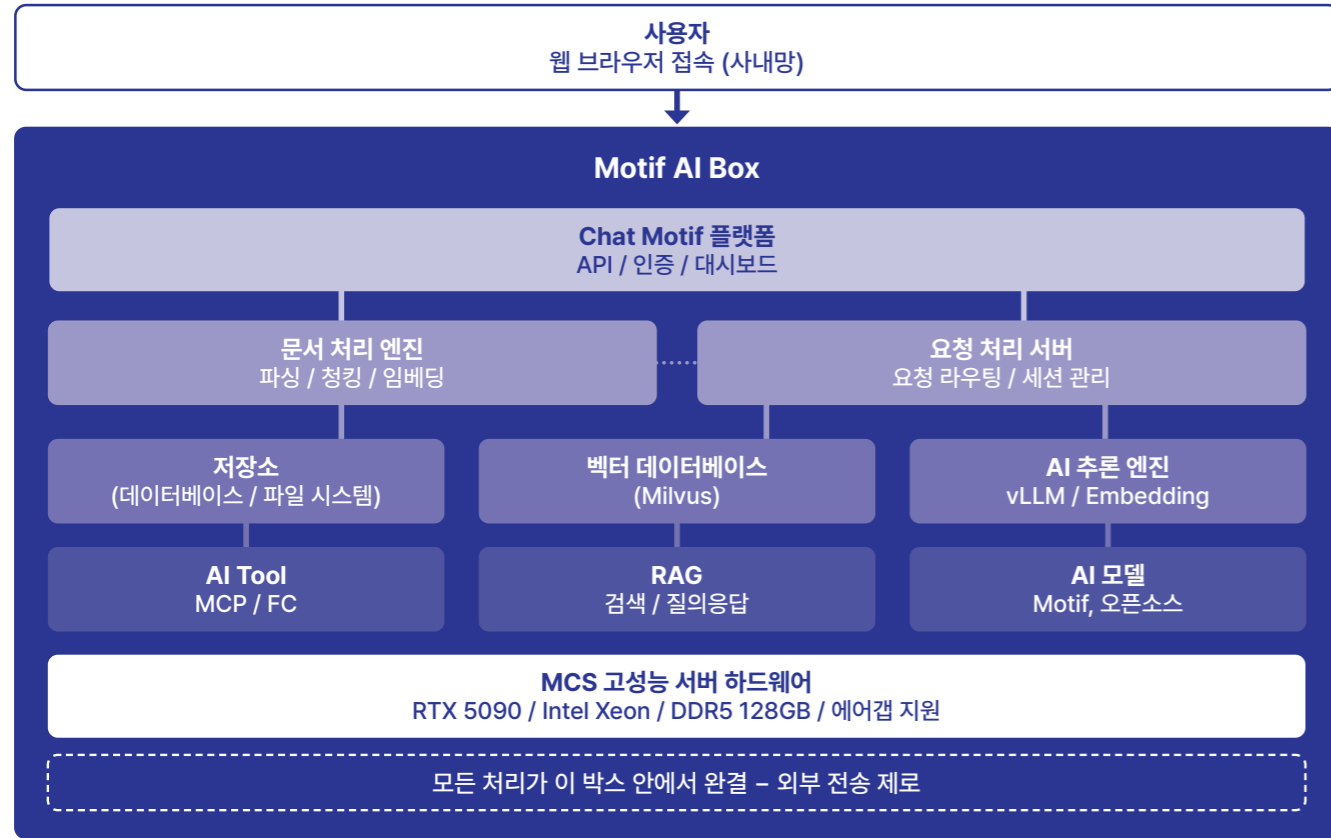 사용자
웹 브라우저 접속 (사내망)
Motif AI Box
Chat Motif 플랫폼
API / 인증 / 대시보드
문서 처리 엔진
파싱 / 청킹 / 임베딩
요청 처리 서버
요청 라우팅 / 세션 관리
저장소
(데이터베이스 / 파일 시스템)
벡터 데이터베이스
(Milvus)
AI 추론 엔진
vLLM / Embedding
AI Tool
MCP / FC
RAG
검색 / 질의응답
AI 모델
Motif, 오픈소스
MCS 고성능 서버 하드웨어
RTX 5090 / Intel Xeon / DDR5 128GB / 에어갭 지원
모든 처리가 이 박스 안에서 완결 – 외부 전송 제로